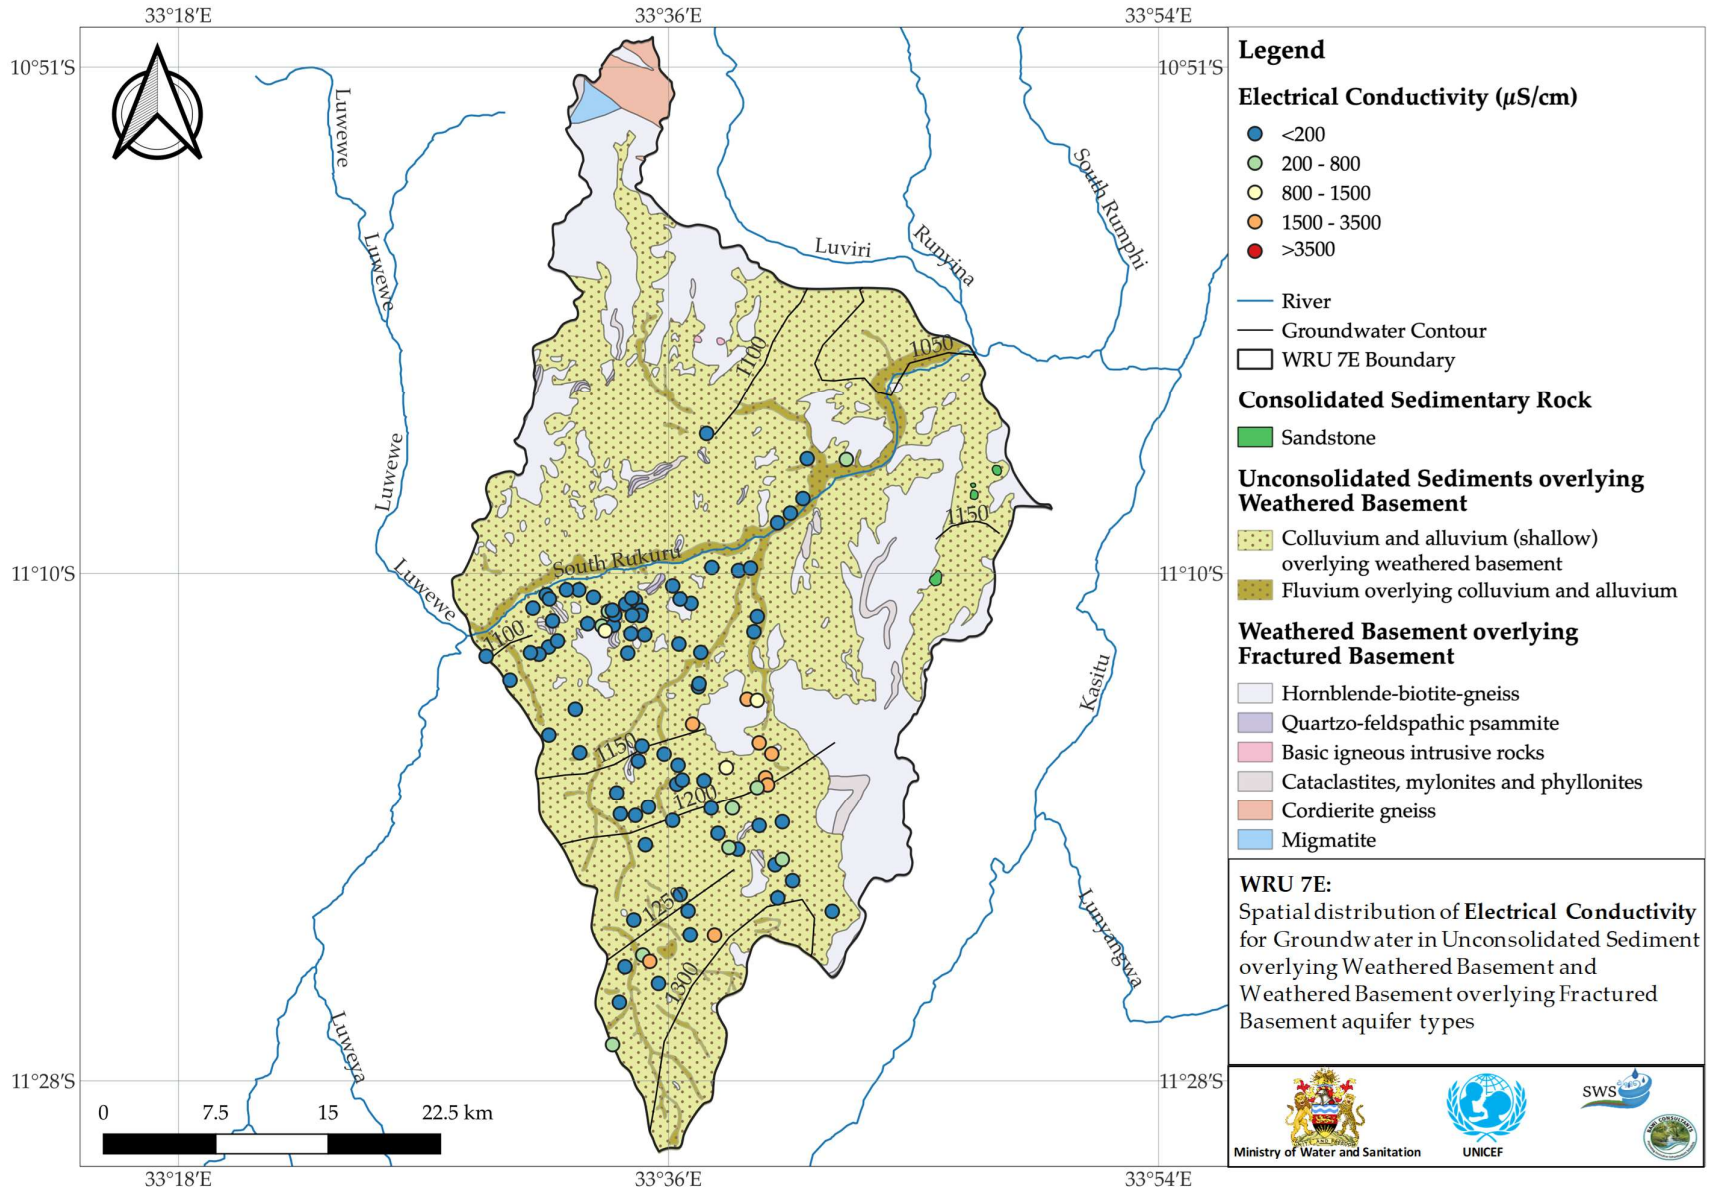 33°18′E
33°36′E
33°54′E
10°51′S
10°51′S
Luwewe
Luwewe
Luwewe
Luwewe
Luviri
Runyina
South Rumphi
1100
1050
1150
South Rukuru
11°10′S
11°10′S
1100
Kasitu
1150
1200
1250
1300
Lunyangwa
Luweya
11°28′S
11°28′S
0 7.5 15 22.5 km
33°18′E
33°36′E
33°54′E
Legend
Electrical Conductivity (µS/cm)
<200
200 - 800
800 - 1500
1500 - 3500
>3500
River
Groundwater Contour
WRU 7E Boundary
Consolidated Sedimentary Rock
Sandstone
Unconsolidated Sediments overlying
Weathered Basement
Colluvium and alluvium (shallow)
overlying weathered basement
Fluvium overlying colluvium and alluvium
Weathered Basement overlying
Fractured Basement
Hornblende-biotite-gneiss
Quartzo-feldspathic psammite
Basic igneous intrusive rocks
Cataclastites, mylonites and phyllonites
Cordierite gneiss
Migmatite
WRU 7E:
Spatial distribution of Electrical Conductivity
for Groundwater in Unconsolidated Sediment
overlying Weathered Basement and
Weathered Basement overlying Fractured
Basement aquifer types
Ministry of Water and Sanitation
UNICEF
SWS